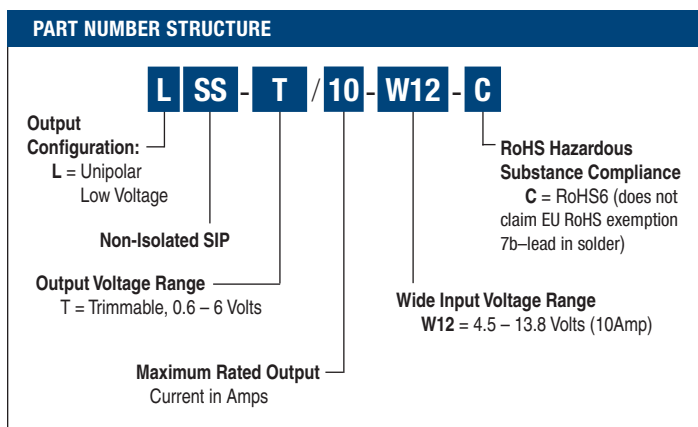 PART NUMBER STRUCTURE
L SS - T / 10 - W12 - C
Output
Configuration:
L = Unipolar
Low Voltage
Non-Isolated SIP
Output Voltage Range
T = Trimmable, 0.6 – 6 Volts
Maximum Rated Output
Current in Amps
Wide Input Voltage Range
W12 = 4.5 – 13.8 Volts (10Amp)
RoHS Hazardous
Substance Compliance
C = RoHS6 (does not
claim EU RoHS exemption
7b–lead in solder)